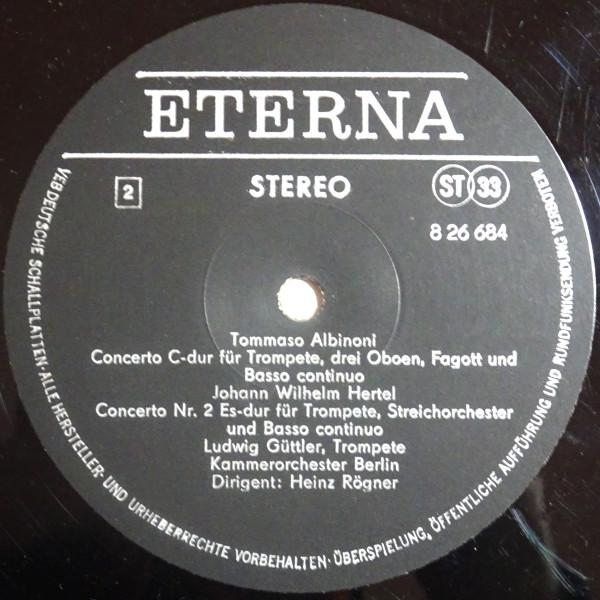 ETERNA
2
STEREO
ST 33
8 26 684
Tommaso Albinoni
Concerto C-dur für Trompete, drei Oboen, Fagott und
Basso continuo
Johann Wilhelm Hertel
Concerto Nr. 2 Es-dur für Trompete, Streichorchester
und Basso continuo
Ludwig Güttler, Trompete
Kammerorchester Berlin
Dirigent: Heinz Rögner
VEB DEUTSCHE SCHALLPLATTEN · ALLE HERSTELLER- UND URHEBERRECHTE VORBEHALTEN · ÜBERSPIELUNG, ÖFFENTLICHE AUFFÜHRUNG UND RUNDFUNKSENDUNG VERBOTEN